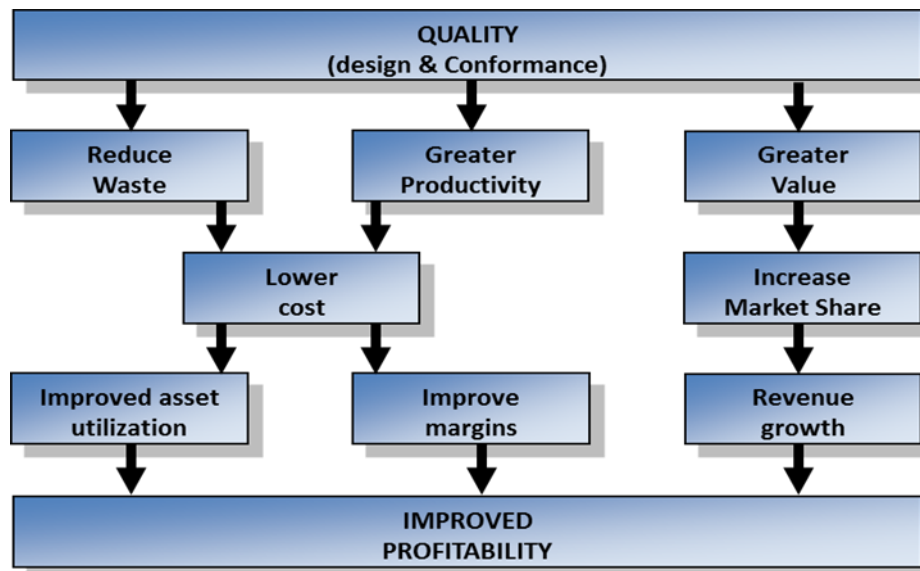 QUALITY
(design & Conformance)
Reduce
Waste
Greater
Productivity
Greater
Value
Lower
cost
Increase
Market Share
Improved asset
utilization
Improve
margins
Revenue
growth
IMPROVED
PROFITABILITY